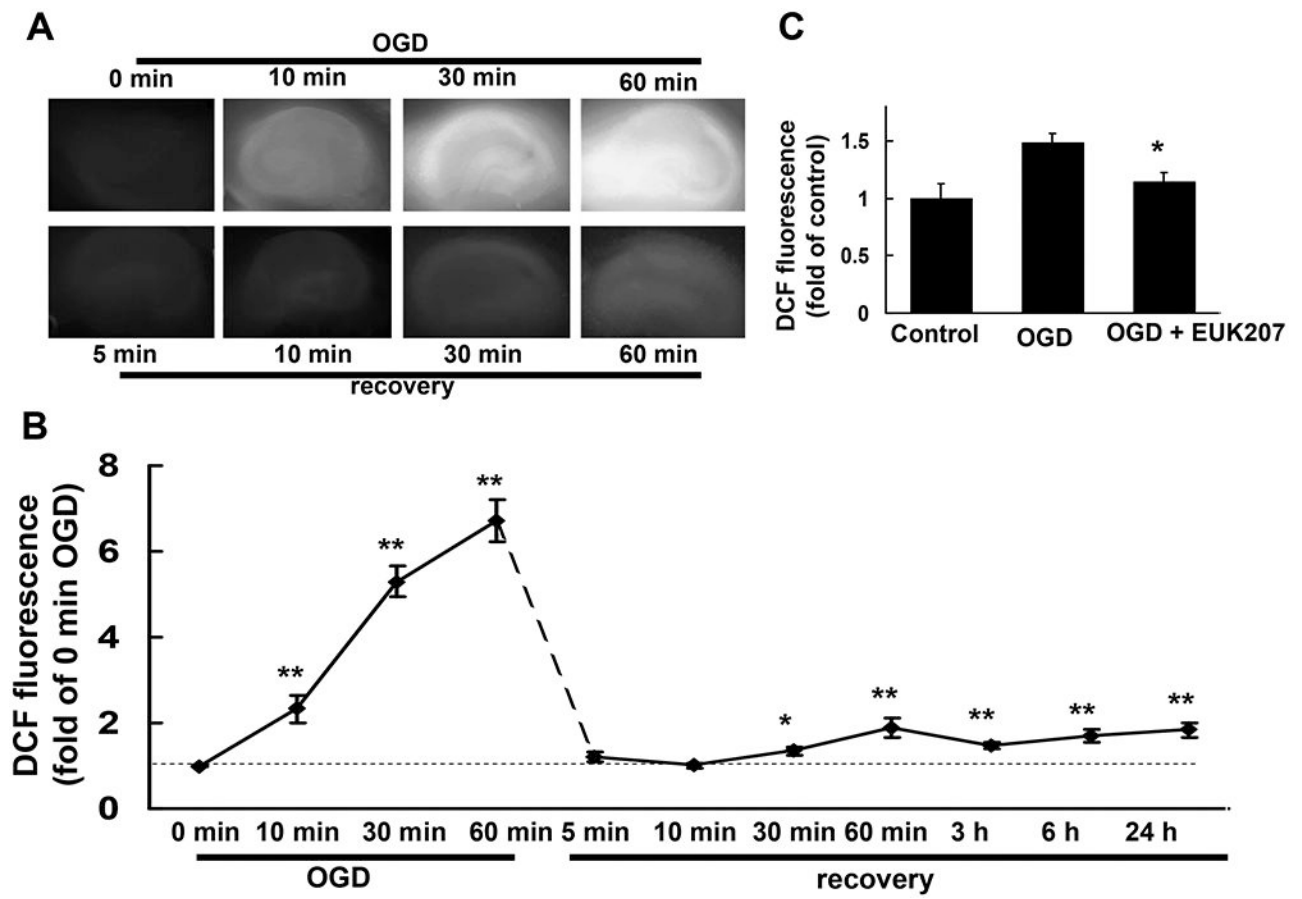 A
OGD
0 min 10 min 30 min 60 min
5 min 10 min 30 min 60 min
recovery
C
DCF fluorescence
(fold of control)
1.5
1
0.5
0
*
Control OGD OGD + EUK207
B
DCF fluorescence
(fold of 0 min OGD)
8
6
4
2
0
** ** ** * ** ** ** **
0 min 10 min 30 min 60 min 5 min 10 min 30 min 60 min 3 h 6 h 24 h
OGD recovery